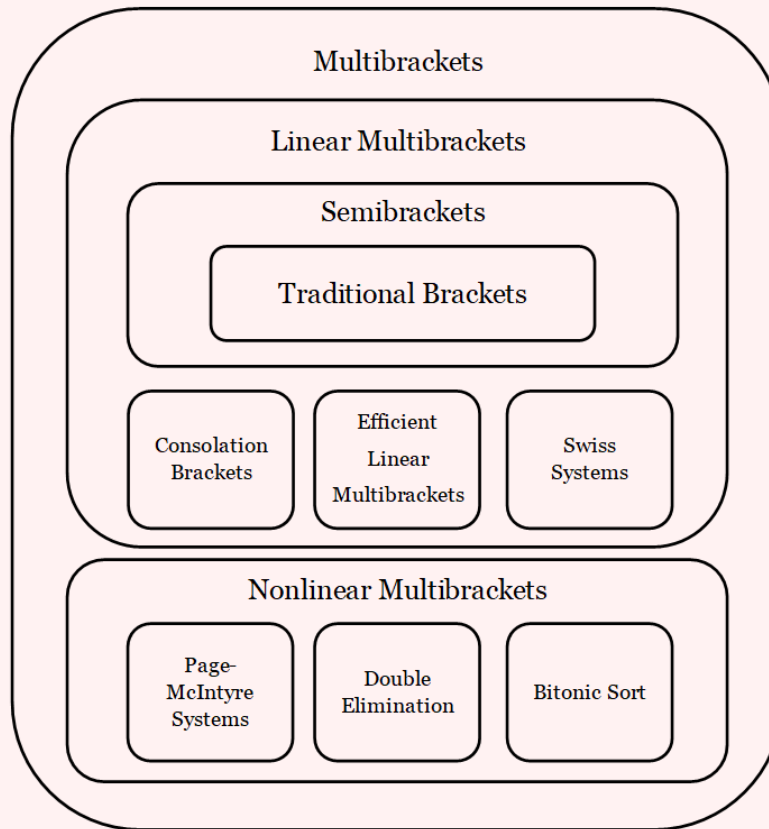 Multibrackets
Linear Multibrackets
Semibrackets
Traditional Brackets
Consolation
Brackets
Efficient
Linear
Multibrackets
Swiss
Systems
Nonlinear Multibrackets
Page-
McIntyre
Systems
Double
Elimination
Bitonic Sort